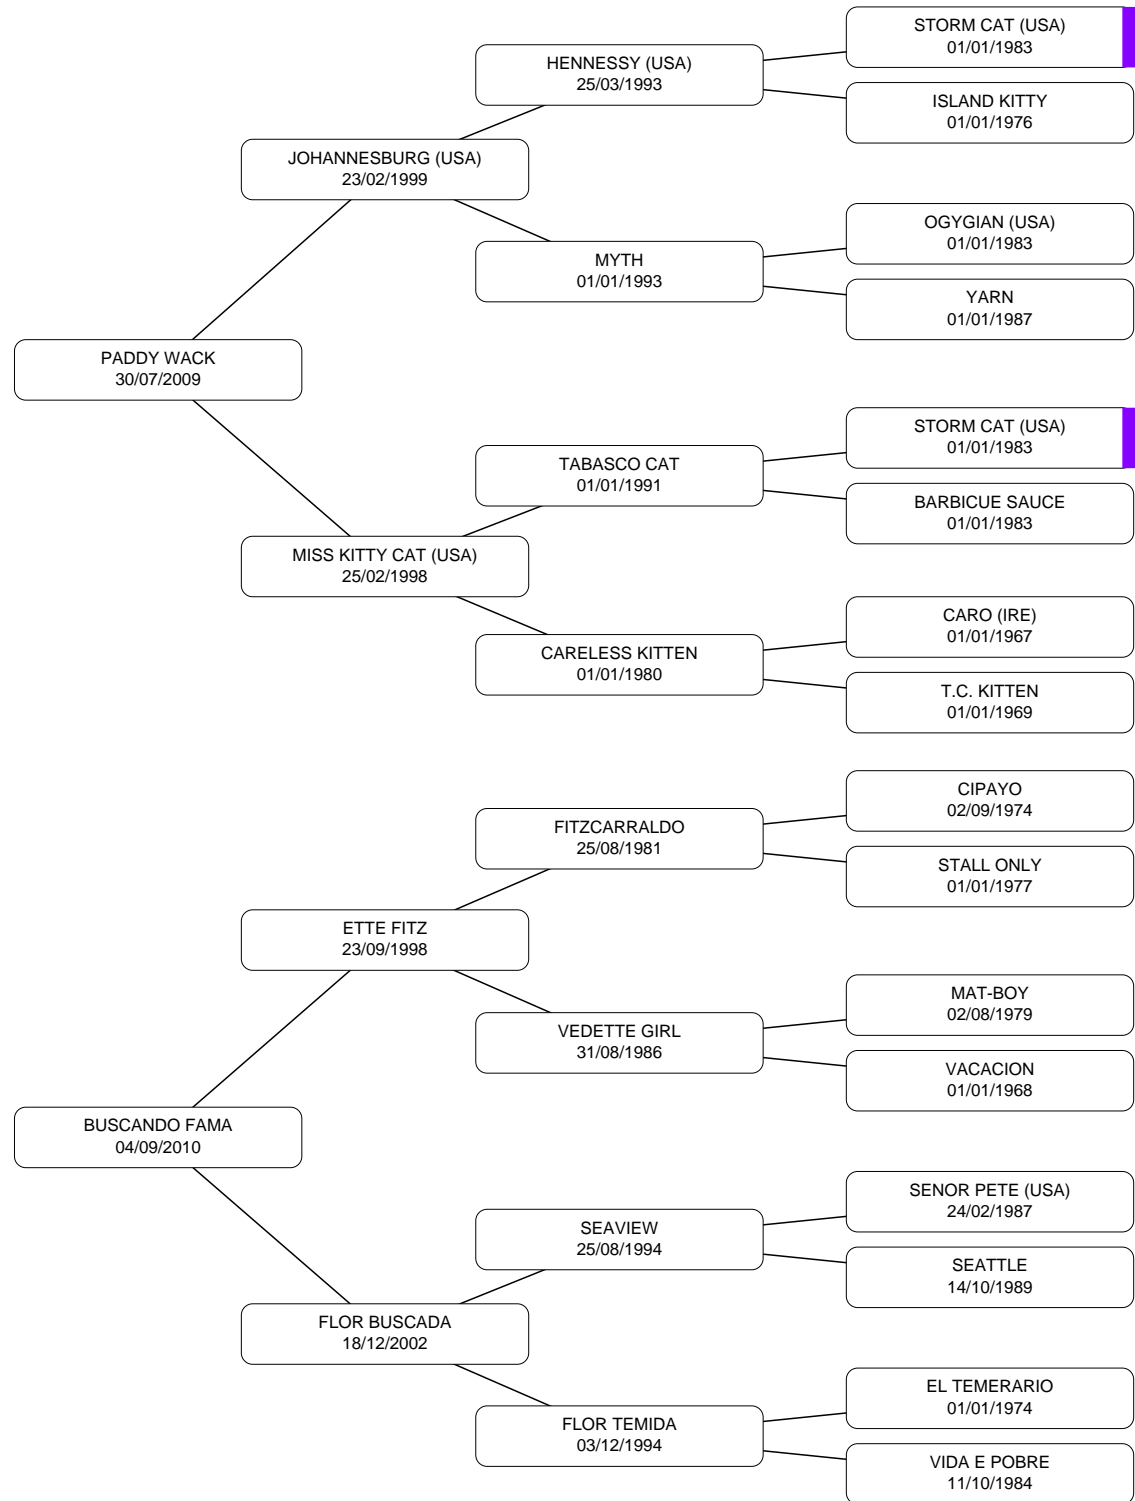 STORM CAT (USA)
01/01/1983
HENNESSY (USA)
25/03/1993
ISLAND KITTY
01/01/1976
JOHANNESBURG (USA)
23/02/1999
OGYGIAN (USA)
01/01/1983
MYTH
01/01/1993
YARN
01/01/1987
PADDY WACK
30/07/2009
STORM CAT (USA)
01/01/1983
TABASCO CAT
01/01/1991
BARBICUE SAUCE
01/01/1983
MISS KITTY CAT (USA)
25/02/1998
CARO (IRE)
01/01/1967
CARELESS KITTEN
01/01/1980
T.C. KITTEN
01/01/1969
CIPAYO
02/09/1974
FITZCARRALDO
25/08/1981
STALL ONLY
01/01/1977
ETTE FITZ
23/09/1998
MAT-BOY
02/08/1979
VEDETTE GIRL
31/08/1986
VACACION
01/01/1968
BUSCANDO FAMA
04/09/2010
SENOR PETE (USA)
24/02/1987
SEAVIEW
25/08/1994
SEATTLE
14/10/1989
FLOR BUSCADA
18/12/2002
EL TEMERARIO
01/01/1974
FLOR TEMIDA
03/12/1994
VIDA E POBRE
11/10/1984